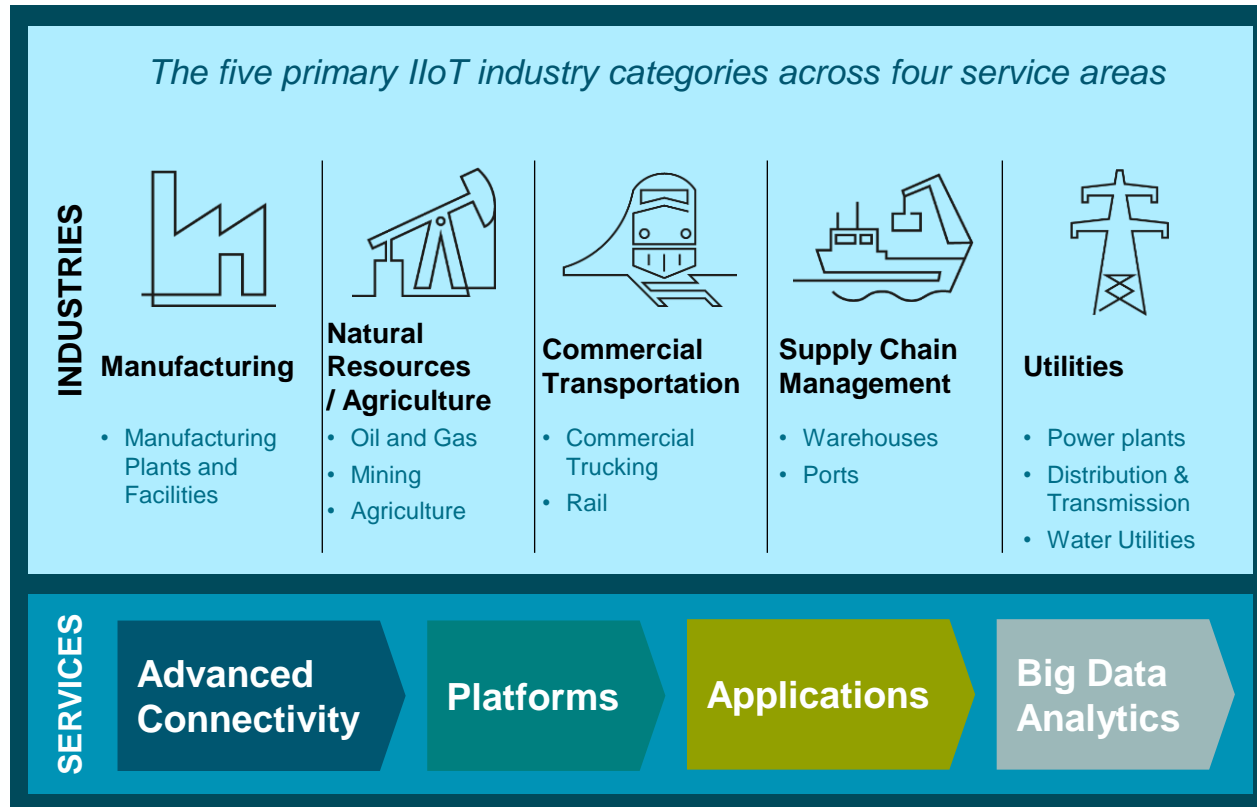 The five primary IIoT industry categories across four service areas
INDUSTRIES
Manufacturing
• Manufacturing
Plants and
Facilities
Natural
Resources
/ Agriculture
• Oil and Gas
• Mining
• Agriculture
Commercial
Transportation
• Commercial
Trucking
• Rail
Supply Chain
Management
• Warehouses
• Ports
Utilities
• Power plants
• Distribution &
Transmission
• Water Utilities
SERVICES
Advanced
Connectivity
Platforms
Applications
Big Data
Analytics